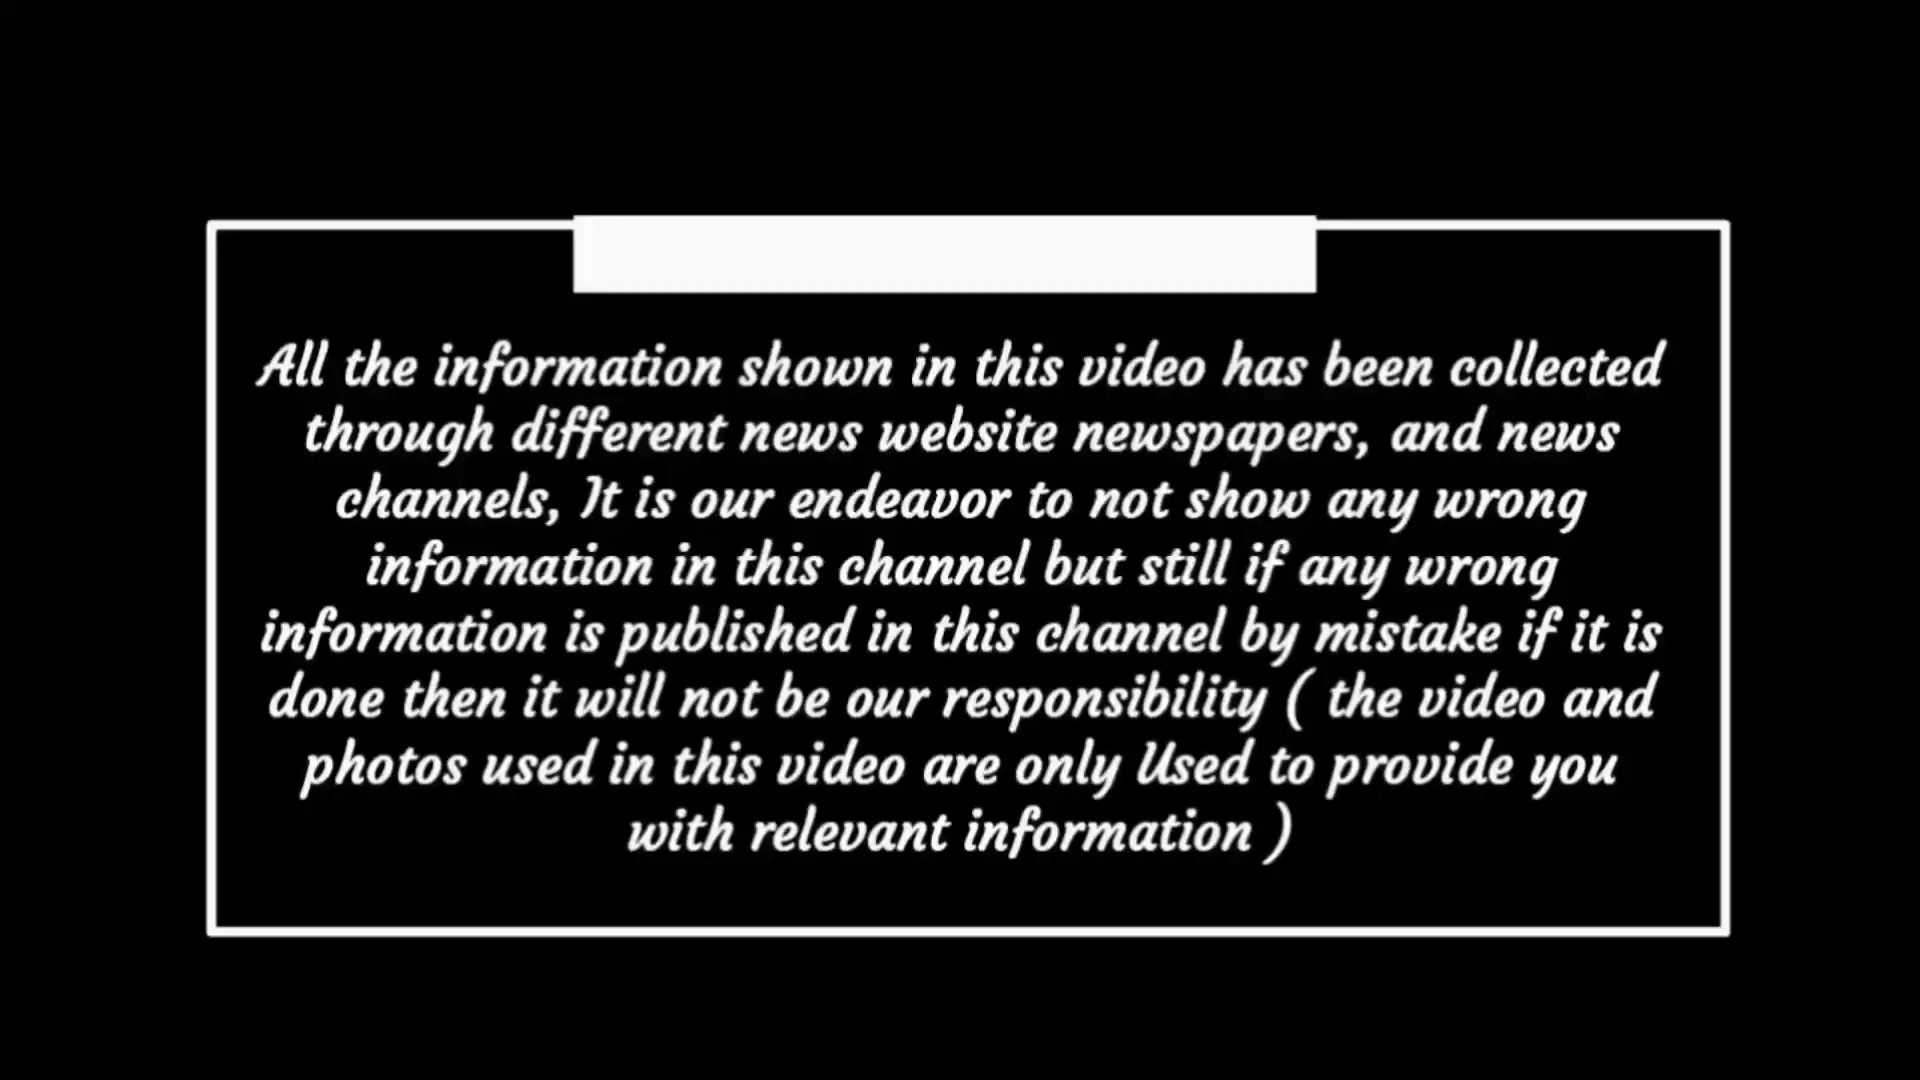 All the information shown in this video has been collected
through different news website newspapers, and news
channels, It is our endeavor to not show any wrong
information in this channel but still if any wrong
information is published in this channel by mistake if it is
done then it will not be our responsibility ( the video and
photos used in this video are only Used to provide you
with relevant information )